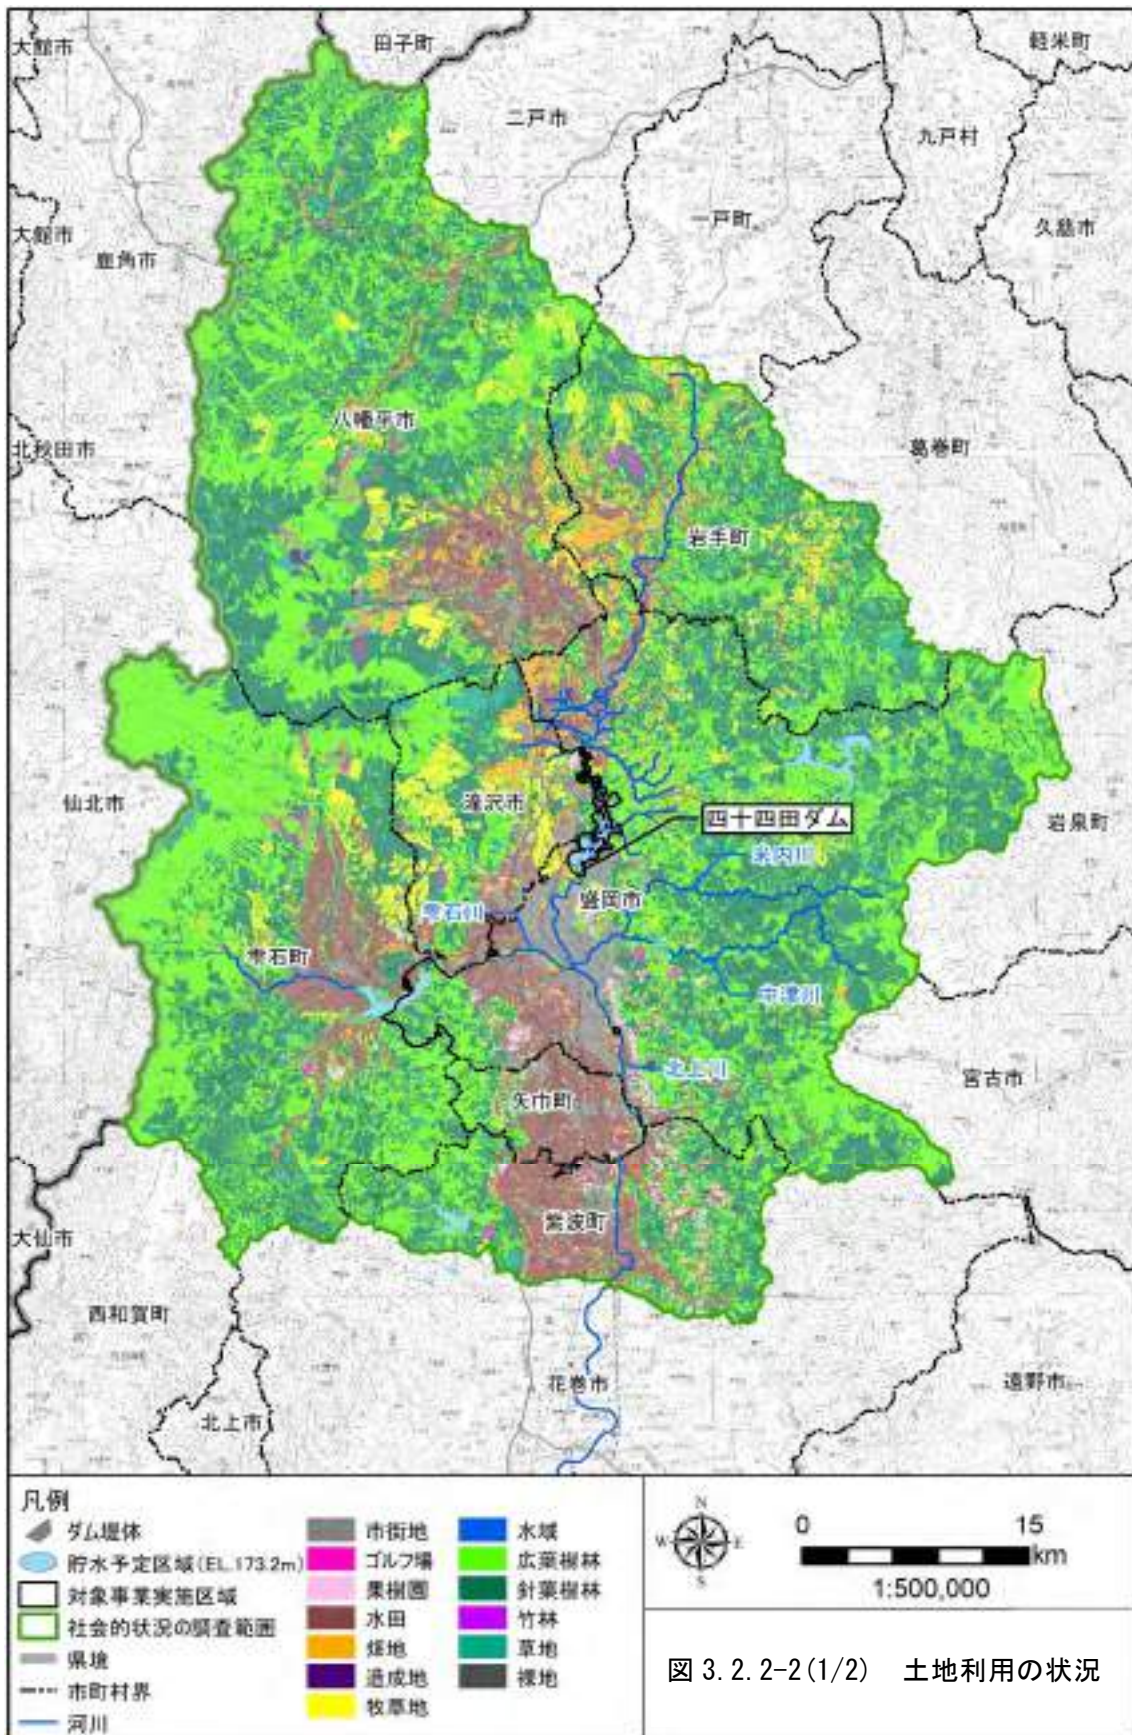 大館市
田子町
軽米町
二戸市
九戸村
一戸町
久慈市
大館市
鹿角市
八幡平市
北秋田市
葛巻町
岩手町
仙北市
滝沢市
四十四田ダム
岩泉町
米内川
盛岡市
雫石川
雫石町
中津川
北上川
宮古市
矢巾町
紫波町
大仙市
西和賀町
花巻市
遠野市
北上市
凡例
ダム堤体
貯水予定区域(EL.173.2m)
対象事業実施区域
社会的状況の調査範囲
県境
市町村界
河川
市街地
ゴルフ場
果樹園
水田
畑地
造成地
牧草地
水域
広葉樹林
針葉樹林
竹林
草地
裸地
N
W E
S
0 15
km
1:500,000
図 3.2.2-2(1/2) 土地利用の状況